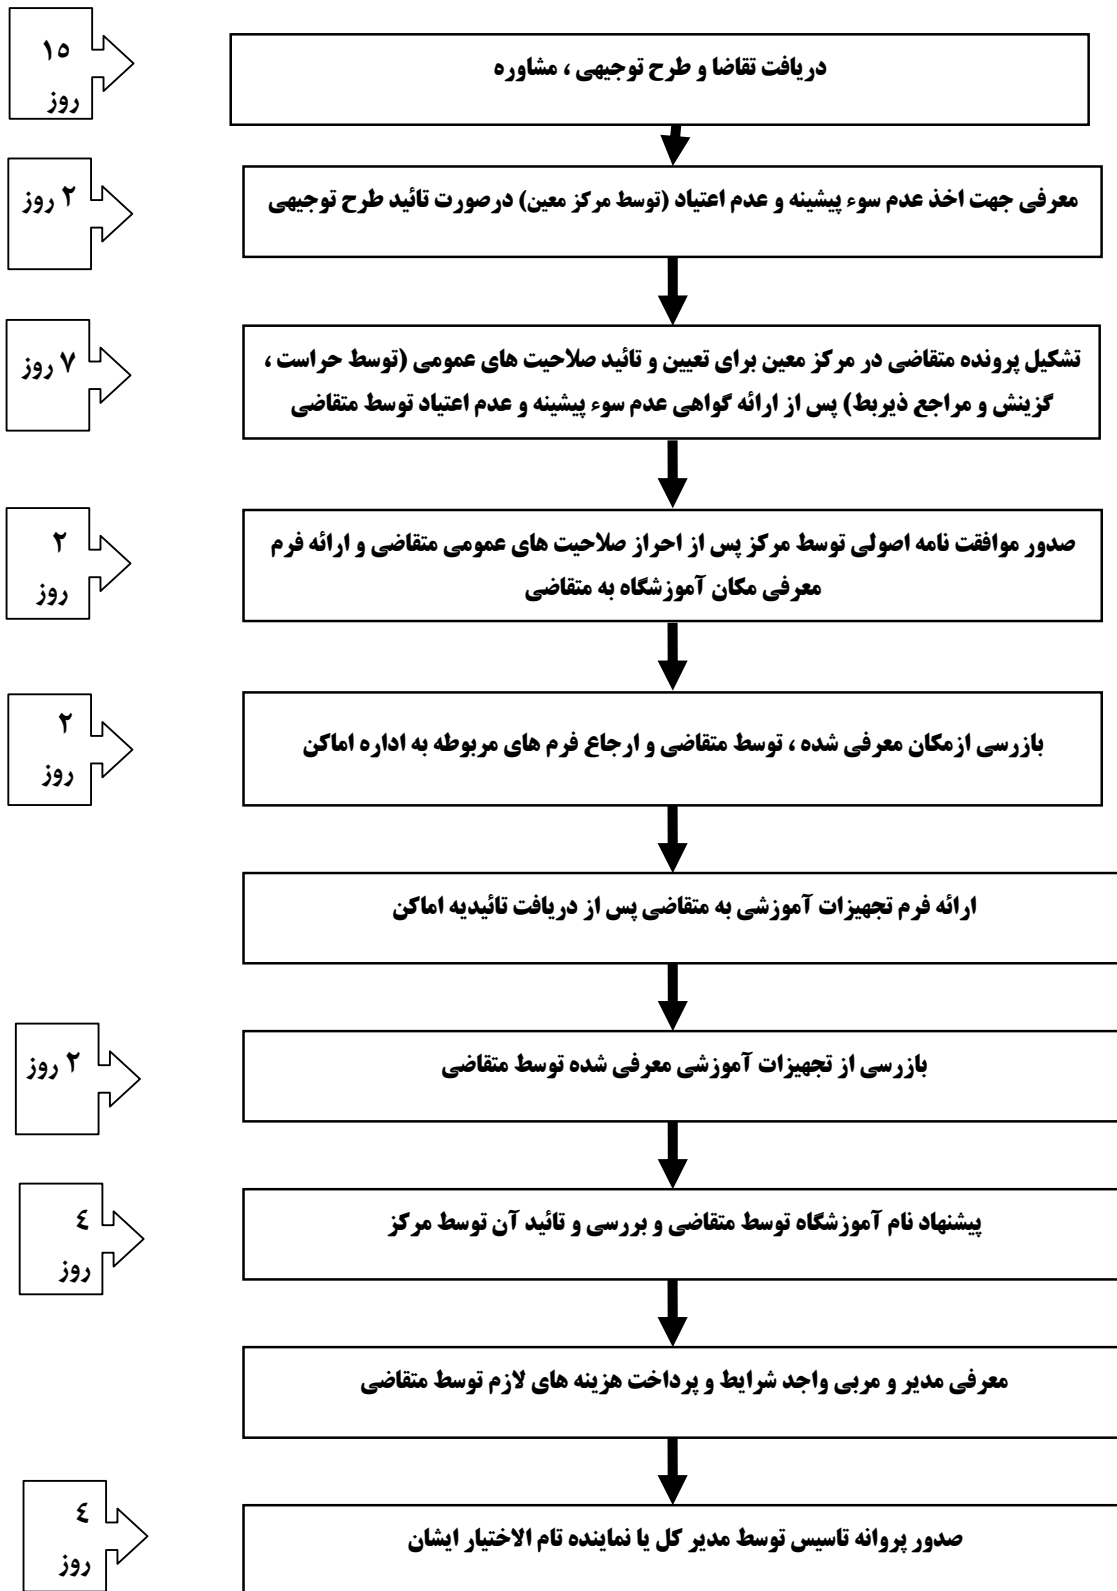 ۱۵
روز
دریافت تقاضا و طرح توجیهی ، مشاوره
۲ روز
معرفی جهت اخذ عدم سوء پیشینه و عدم اعتیاد (توسط مرکز معین) درصورت تائید طرح توجیهی
۷ روز
تشکیل پرونده متقاضی در مرکز معین برای تعیین و تائید صلاحیت های عمومی (توسط حراست ،
گزینش و مراجع ذیربط) پس از ارائه گواهی عدم سوء پیشینه و عدم اعتیاد توسط متقاضی
۲
روز
صدور موافقت نامه اصولی توسط مرکز پس از احراز صلاحیت های عمومی متقاضی و ارائه فرم
معرفی مکان آموزشگاه به متقاضی
۲
روز
بازرسی ازمکان معرفی شده ، توسط متقاضی و ارجاع فرم های مربوطه به اداره اماکن
ارائه فرم تجهیزات آموزشی به متقاضی پس از دریافت تائیدیه اماکن
۲ روز
بازرسی از تجهیزات آموزشی معرفی شده توسط متقاضی
٤
روز
پیشنهاد نام آموزشگاه توسط متقاضی و بررسی و تائید آن توسط مرکز
معرفی مدیر و مربی واجد شرایط و پرداخت هزینه های لازم توسط متقاضی
٤
روز
صدور پروانه تاسیس توسط مدیر کل یا نماینده تام الاختیار ایشان